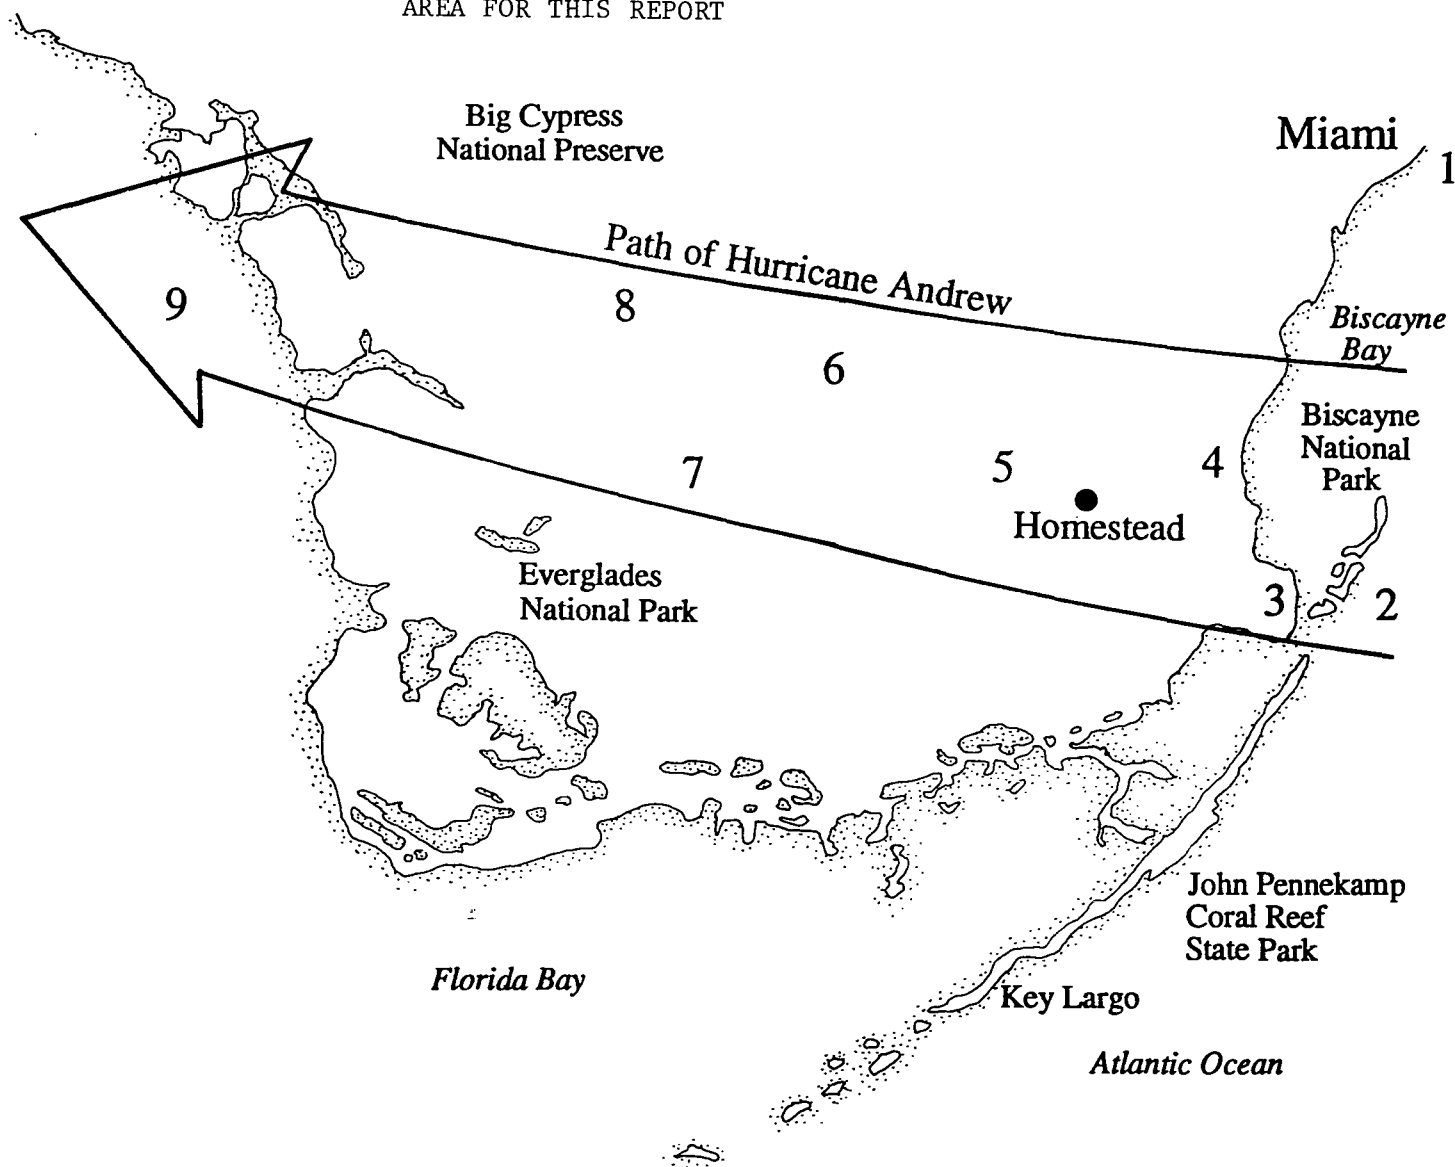 AREA FOR THIS REPORT
Big Cypress
National Preserve
Miami
1
Path of Hurricane Andrew
9
8
Biscayne
Bay
6
Biscayne
National
Park
7
5
4
Homestead
Everglades
National Park
3
2
John Pennekamp
Coral Reef
State Park
Florida Bay
Key Largo
Atlantic Ocean